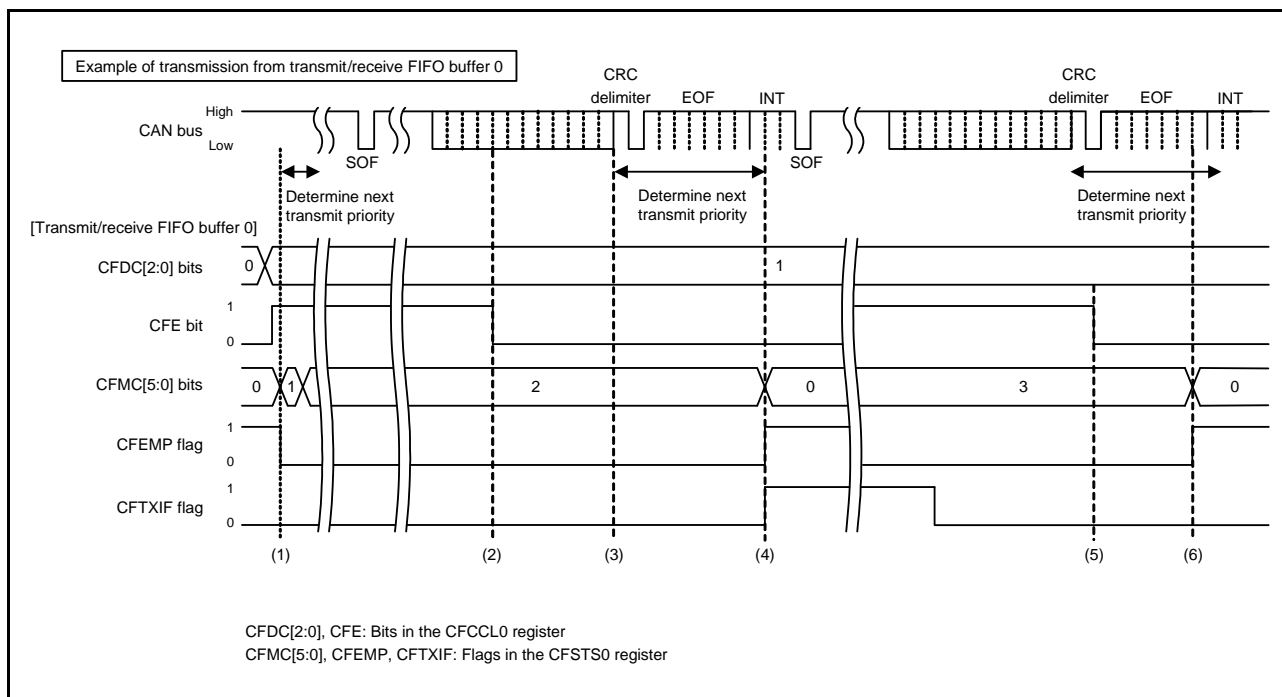 Example of transmission from transmit/receive FIFO buffer 0
CRC
delimiter
EOF
INT
CRC
delimiter
EOF
INT
High
CAN bus
Low
SOF
SOF
Determine next
transmit priority
Determine next
transmit priority
Determine next
transmit priority
[Transmit/receive FIFO buffer 0]
CFDC[2:0] bits
0
1
CFE bit
1
0
CFMC[5:0] bits
0
1
2
0
3
0
CFEMP flag
1
0
CFTXIF flag
1
0
(1)
(2)
(3)
(4)
(5)
(6)
CFDC[2:0], CFE: Bits in the CFCCL0 register
CFMC[5:0], CFEMP, CFTXIF: Flags in the CFSTS0 register